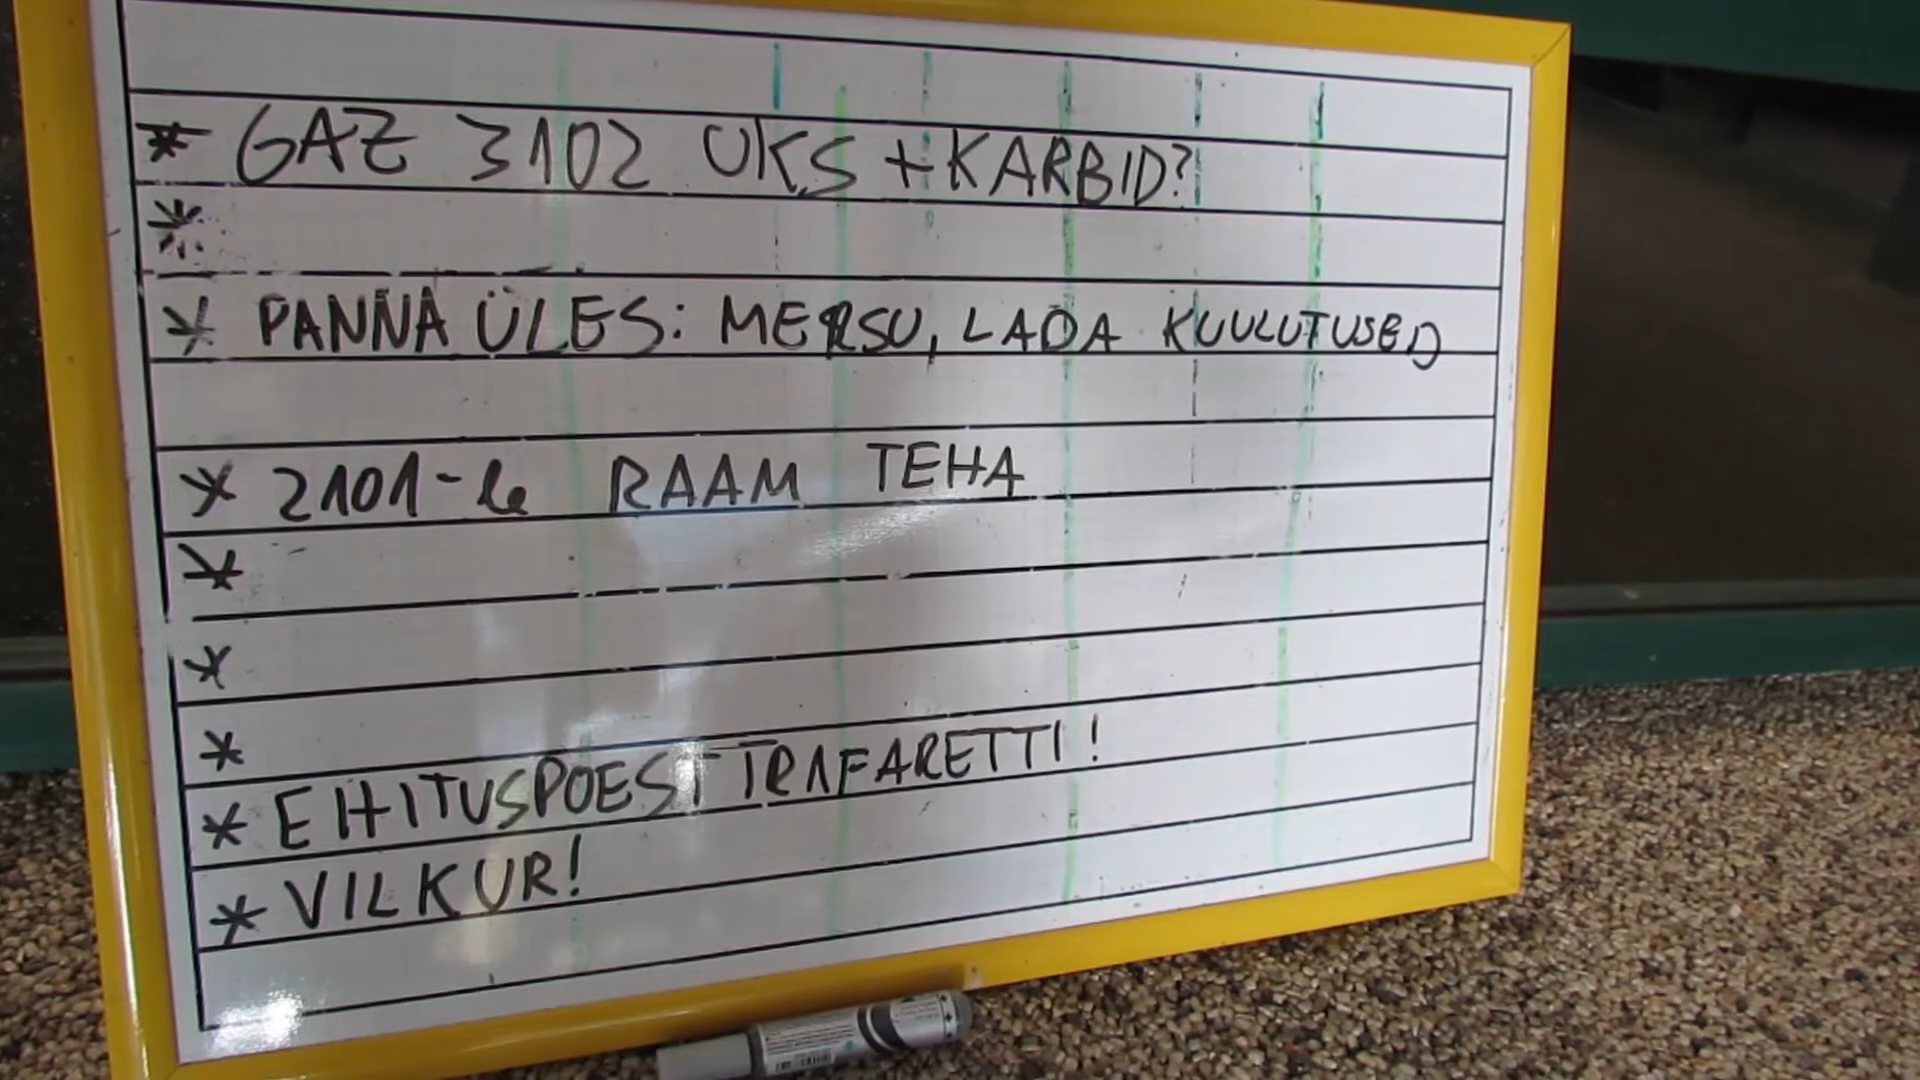 * GAZ 3102 UKS + KARBID?
*
* PANNA ÜLES: MERSU, LADA KUULUTUSED
* 2101-le RAAM TEHA
*
*
*
* EHITUSPOEST TRAFARETTI!
* VILKUR!